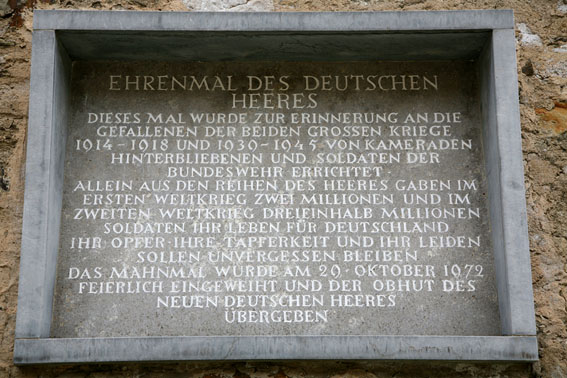 EHRENMAL DES DEUTSCHEN
HEERES
DIESES MAL WURDE ZUR ERINNERUNG AN DIE
GEFALLENEN DER BEIDEN GROSSEN KRIEGE
1914-1918 UND 1939-1945 VON KAMERADEN
HINTERBLIEBENEN UND SOLDATEN DER
BUNDESWEHR ERRICHTET·
ALLEIN AUS DEN REIHEN DES HEERES GABEN IM
ERSTEN WELTKRIEG ZWEI MILLIONEN UND IM
ZWEITEN WELTKRIEG DREIEINHALB MILLIONEN
SOLDATEN IHR LEBEN FÜR DEUTSCHLAND
IHR OPFER·IHRE TAPFERKEIT UND IHR LEIDEN
SOLLEN UNVERGESSEN BLEIBEN
DAS MAHNMAL WURDE AM 29·OKTOBER 1972
FEIERLICH EINGEWEIHT UND DER OBHUT DES
NEUEN DEUTSCHEN HEERES
ÜBERGEBEN